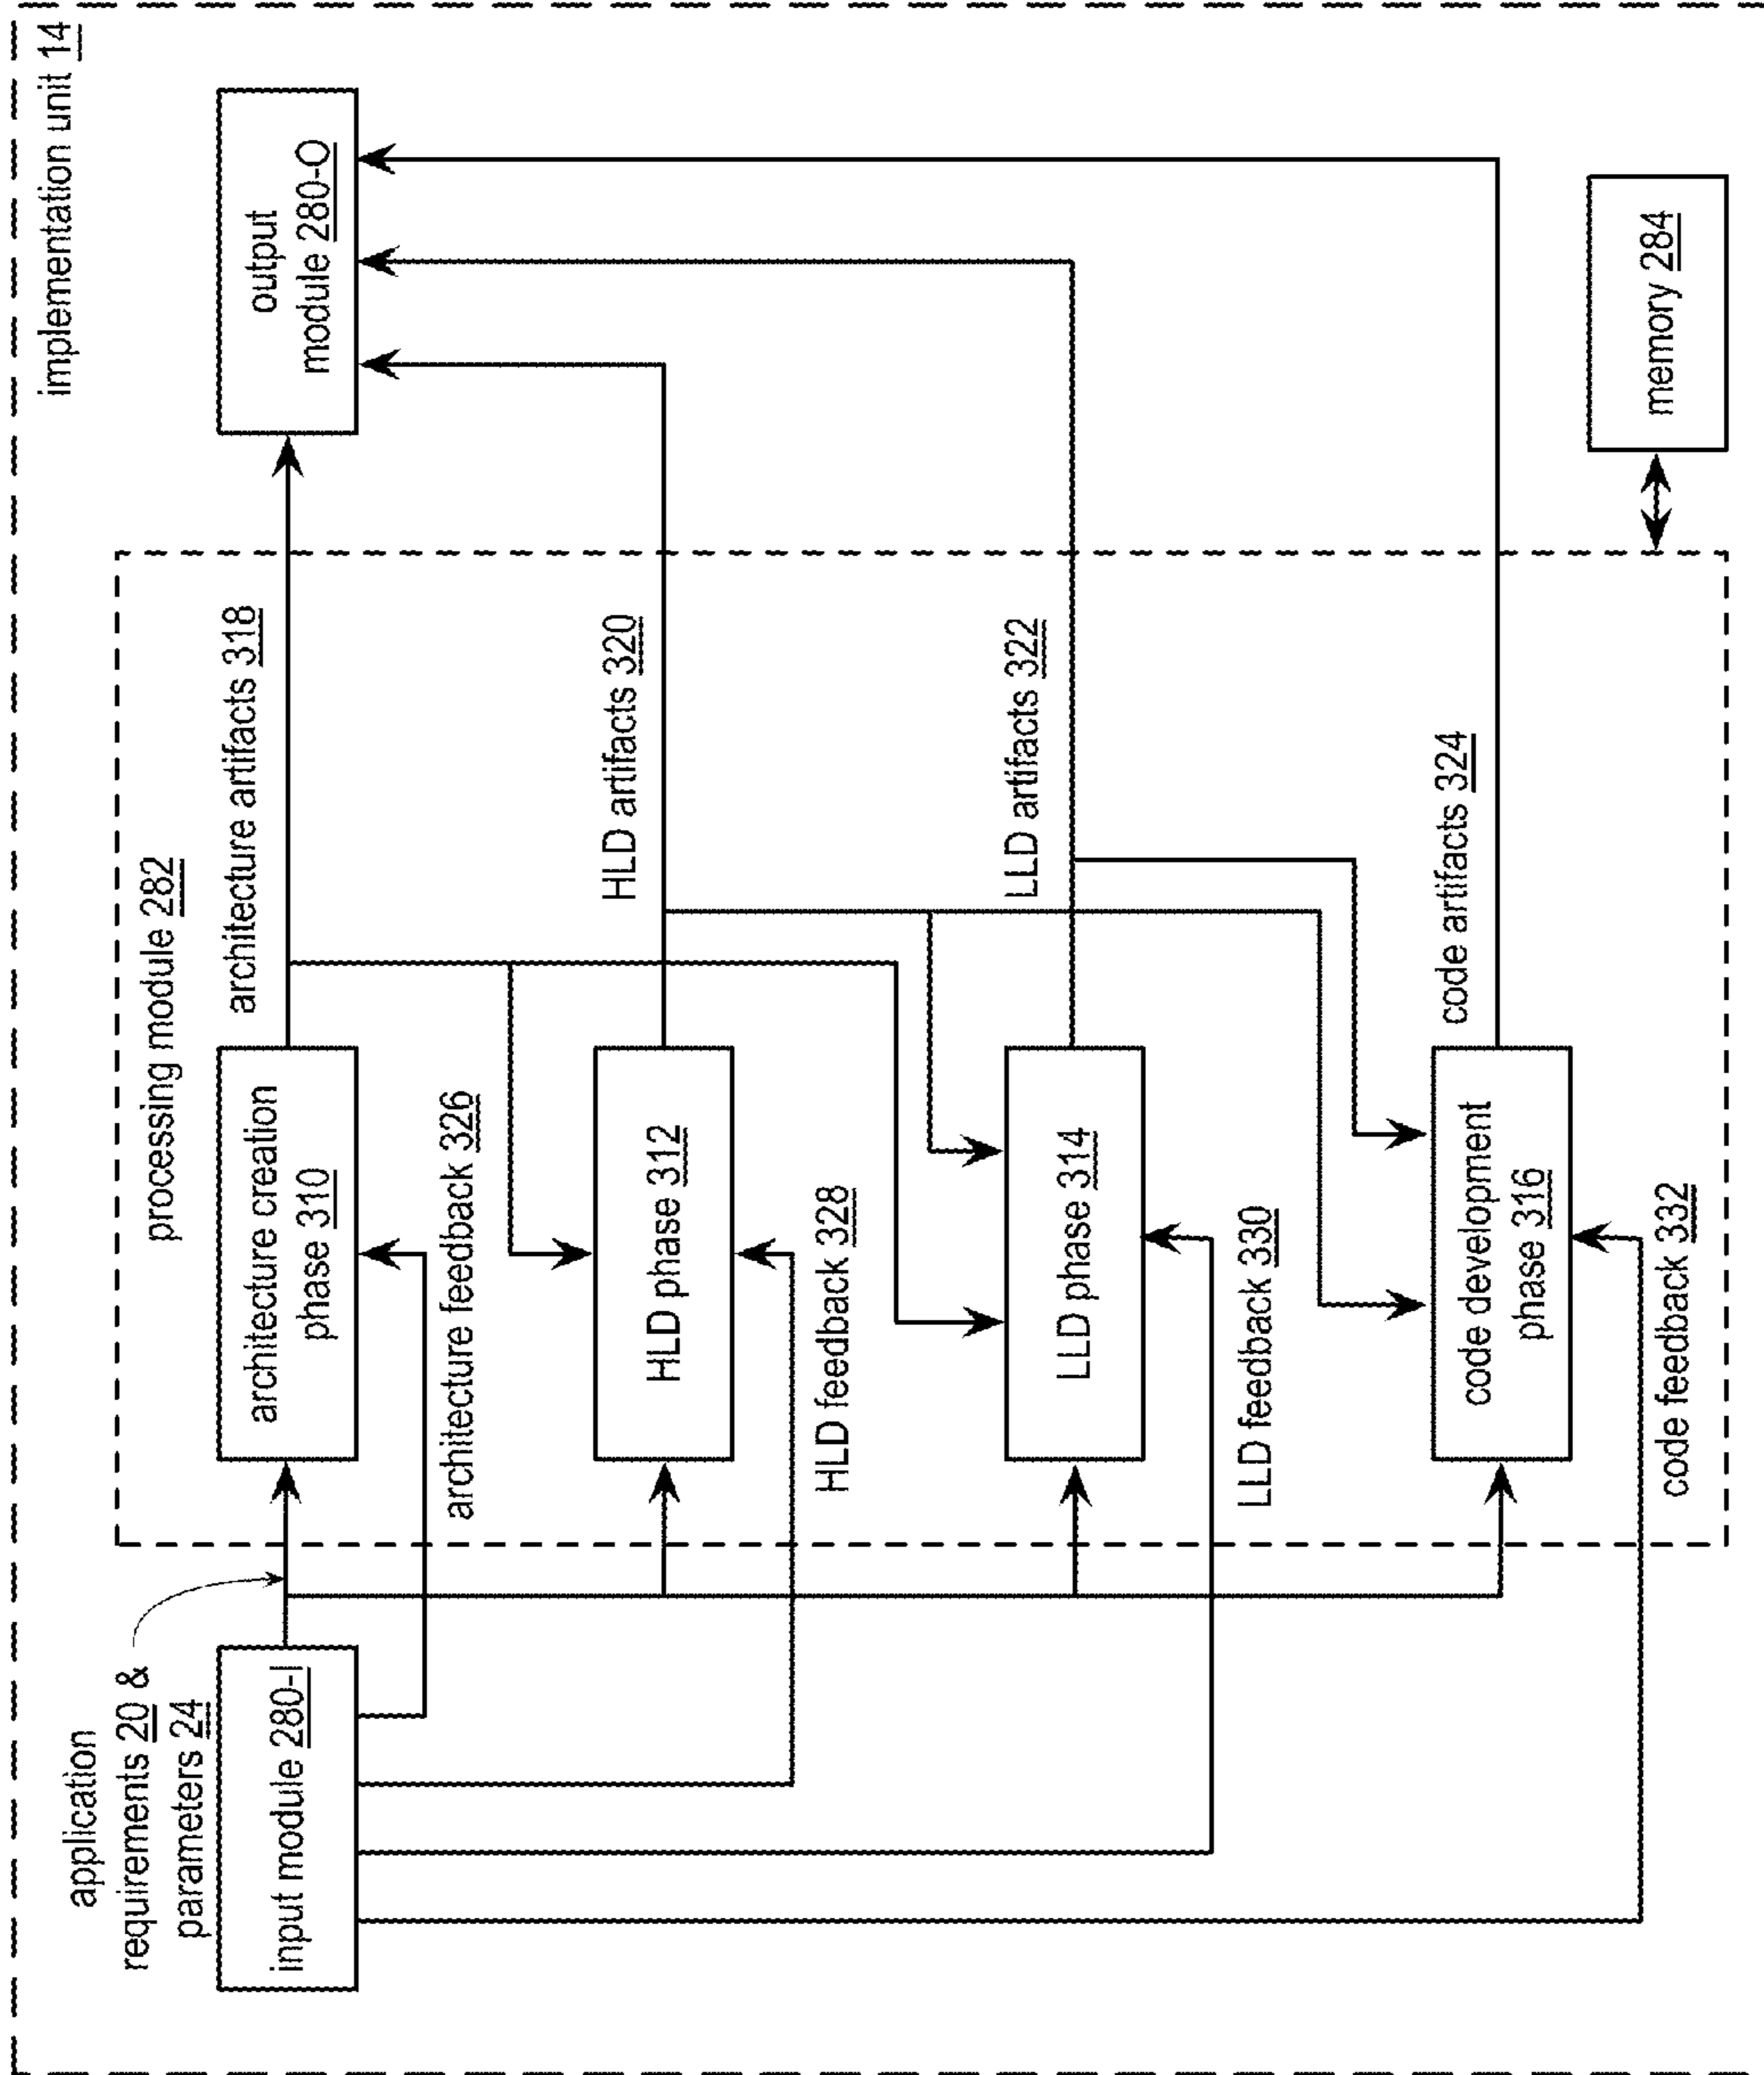 implementation unit 14
application
requirements 20 &
parameters 24
input module 280-I
processing module 282
architecture creation
phase 310
architecture artifacts 318
output
module 280-O
architecture feedback 326
HLD artifacts 320
HLD phase 312
HLD feedback 328
LLD artifacts 322
LLD phase 314
LLD feedback 330
code artifacts 324
code development
phase 316
memory 284
code feedback 332